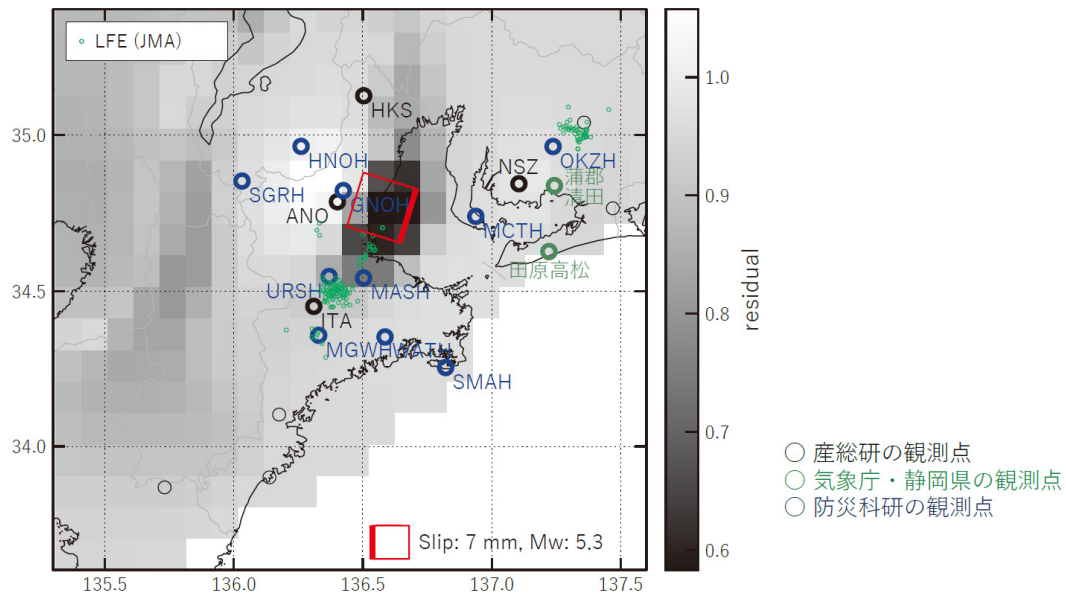 LFE (JMA)
HKS
HNOH
OKZH
NSZ
SGRH
蒲郡
清田
GNOH
ANO
MCTH
田原高松
URSH
MASH
ITA
MGWH
WATH
SMAH
Slip: 7 mm, Mw: 5.3
35.0
34.5
34.0
135.5
136.0
136.5
137.0
137.5
1.0
0.9
0.8
0.7
0.6
residual
産総研の観測点
気象庁・静岡県の観測点
防災科研の観測点